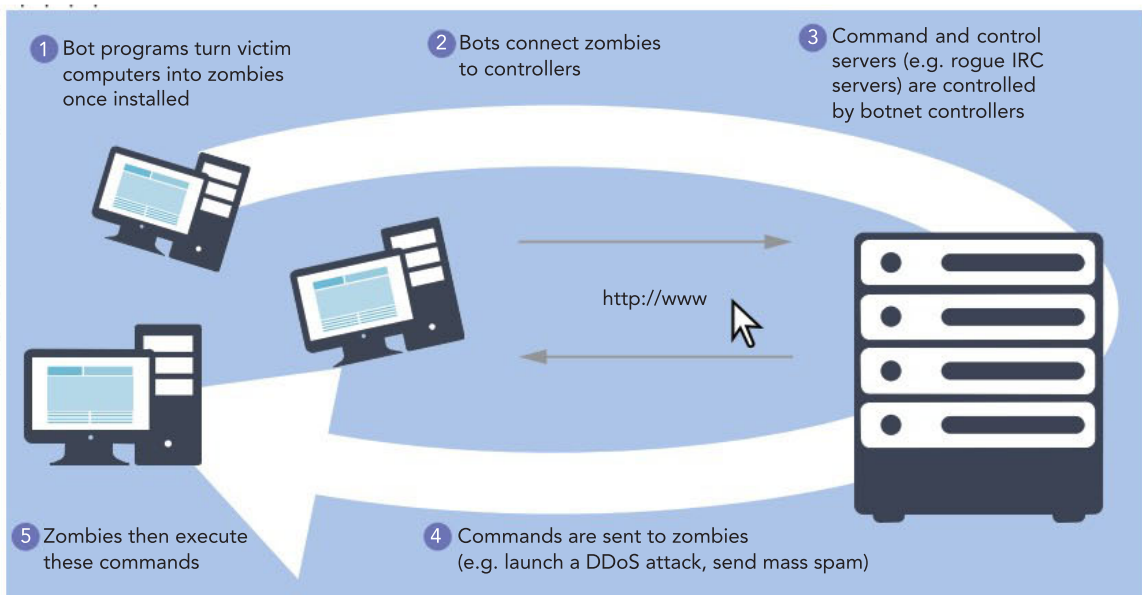 1 Bot programs turn victim
computers into zombies
once installed
2 Bots connect zombies
to controllers
3 Command and control
servers (e.g. rogue IRC
servers) are controlled
by botnet controllers
http://www
5 Zombies then execute
these commands
4 Commands are sent to zombies
(e.g. launch a DDoS attack, send mass spam)